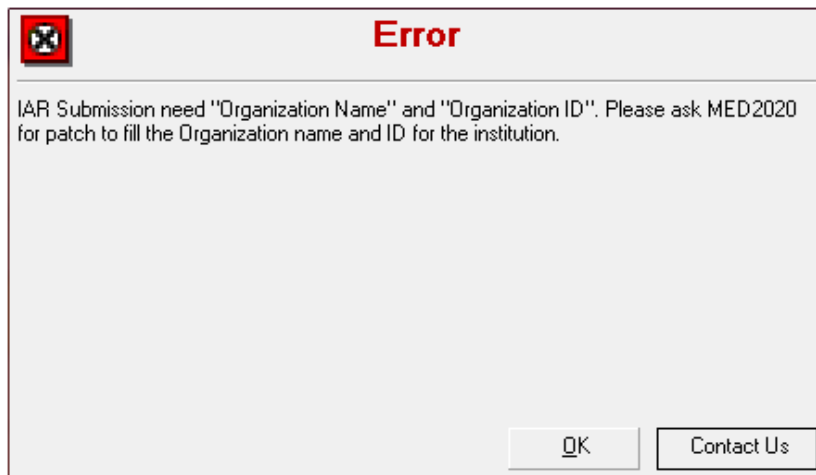 Error
IAR Submission need "Organization Name" and "Organization ID". Please ask MED2020
for patch to fill the Organization name and ID for the institution.
OK
Contact Us